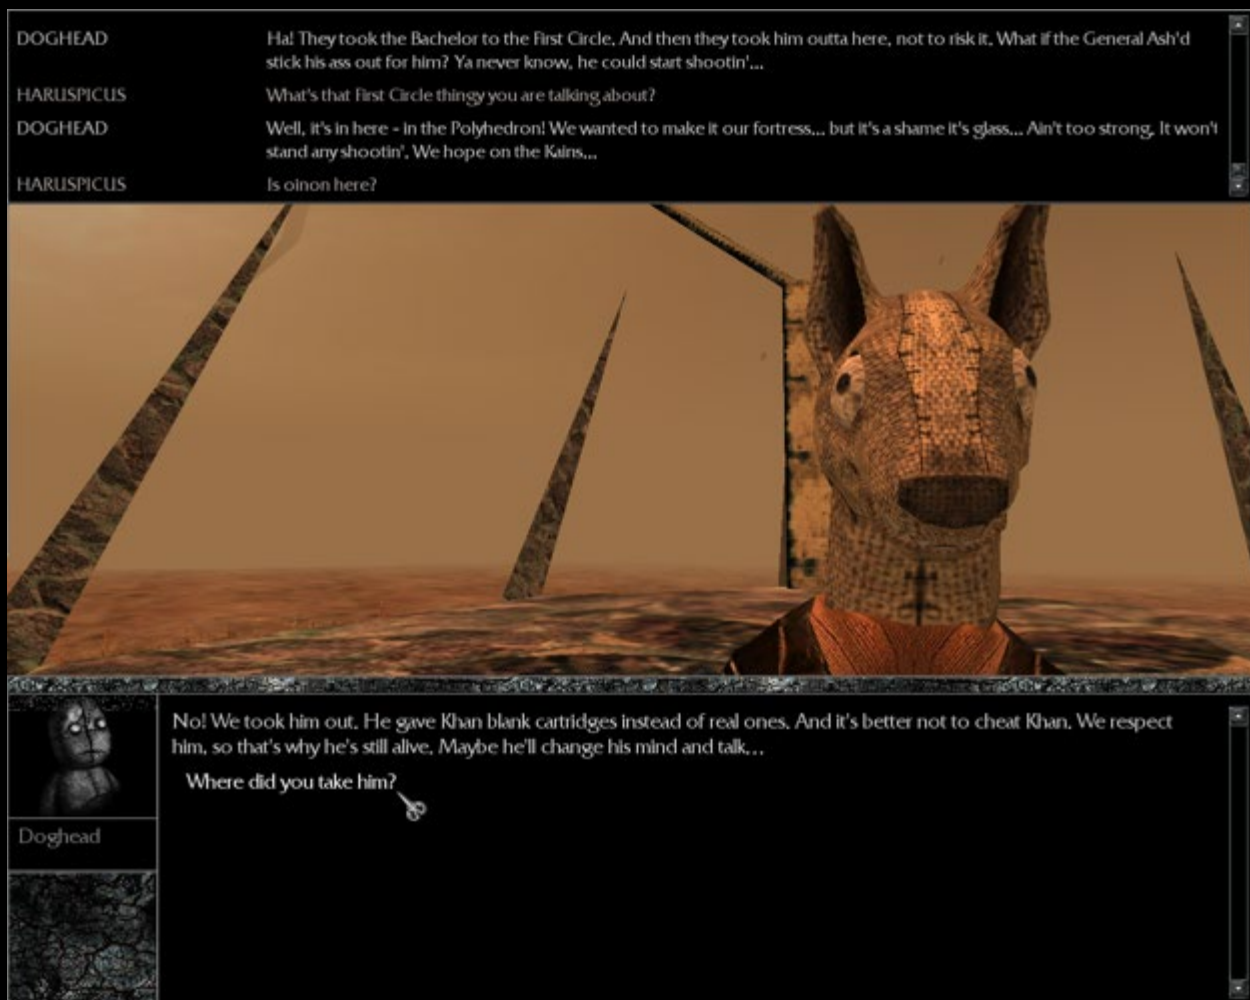 DOGHEAD Ha! They took the Bachelor to the First Circle. And then they took him outta here, not to risk it. What if the General Ash'd
stick his ass out for him? Ya never know, he could start shootin'...
HARUSPICUS What's that First Circle thingy you are talking about?
DOGHEAD Well, it's in here - in the Polyhedron! We wanted to make it our fortress... but it's a shame it's glass... Ain't too strong. It won't
stand any shootin'. We hope on the Kains...
HARUSPICUS Is oinon here?
No! We took him out. He gave Khan blank cartridges instead of real ones. And it's better not to cheat Khan. We respect
him, so that's why he's still alive. Maybe he'll change his mind and talk...
Where did you take him?
Doghead